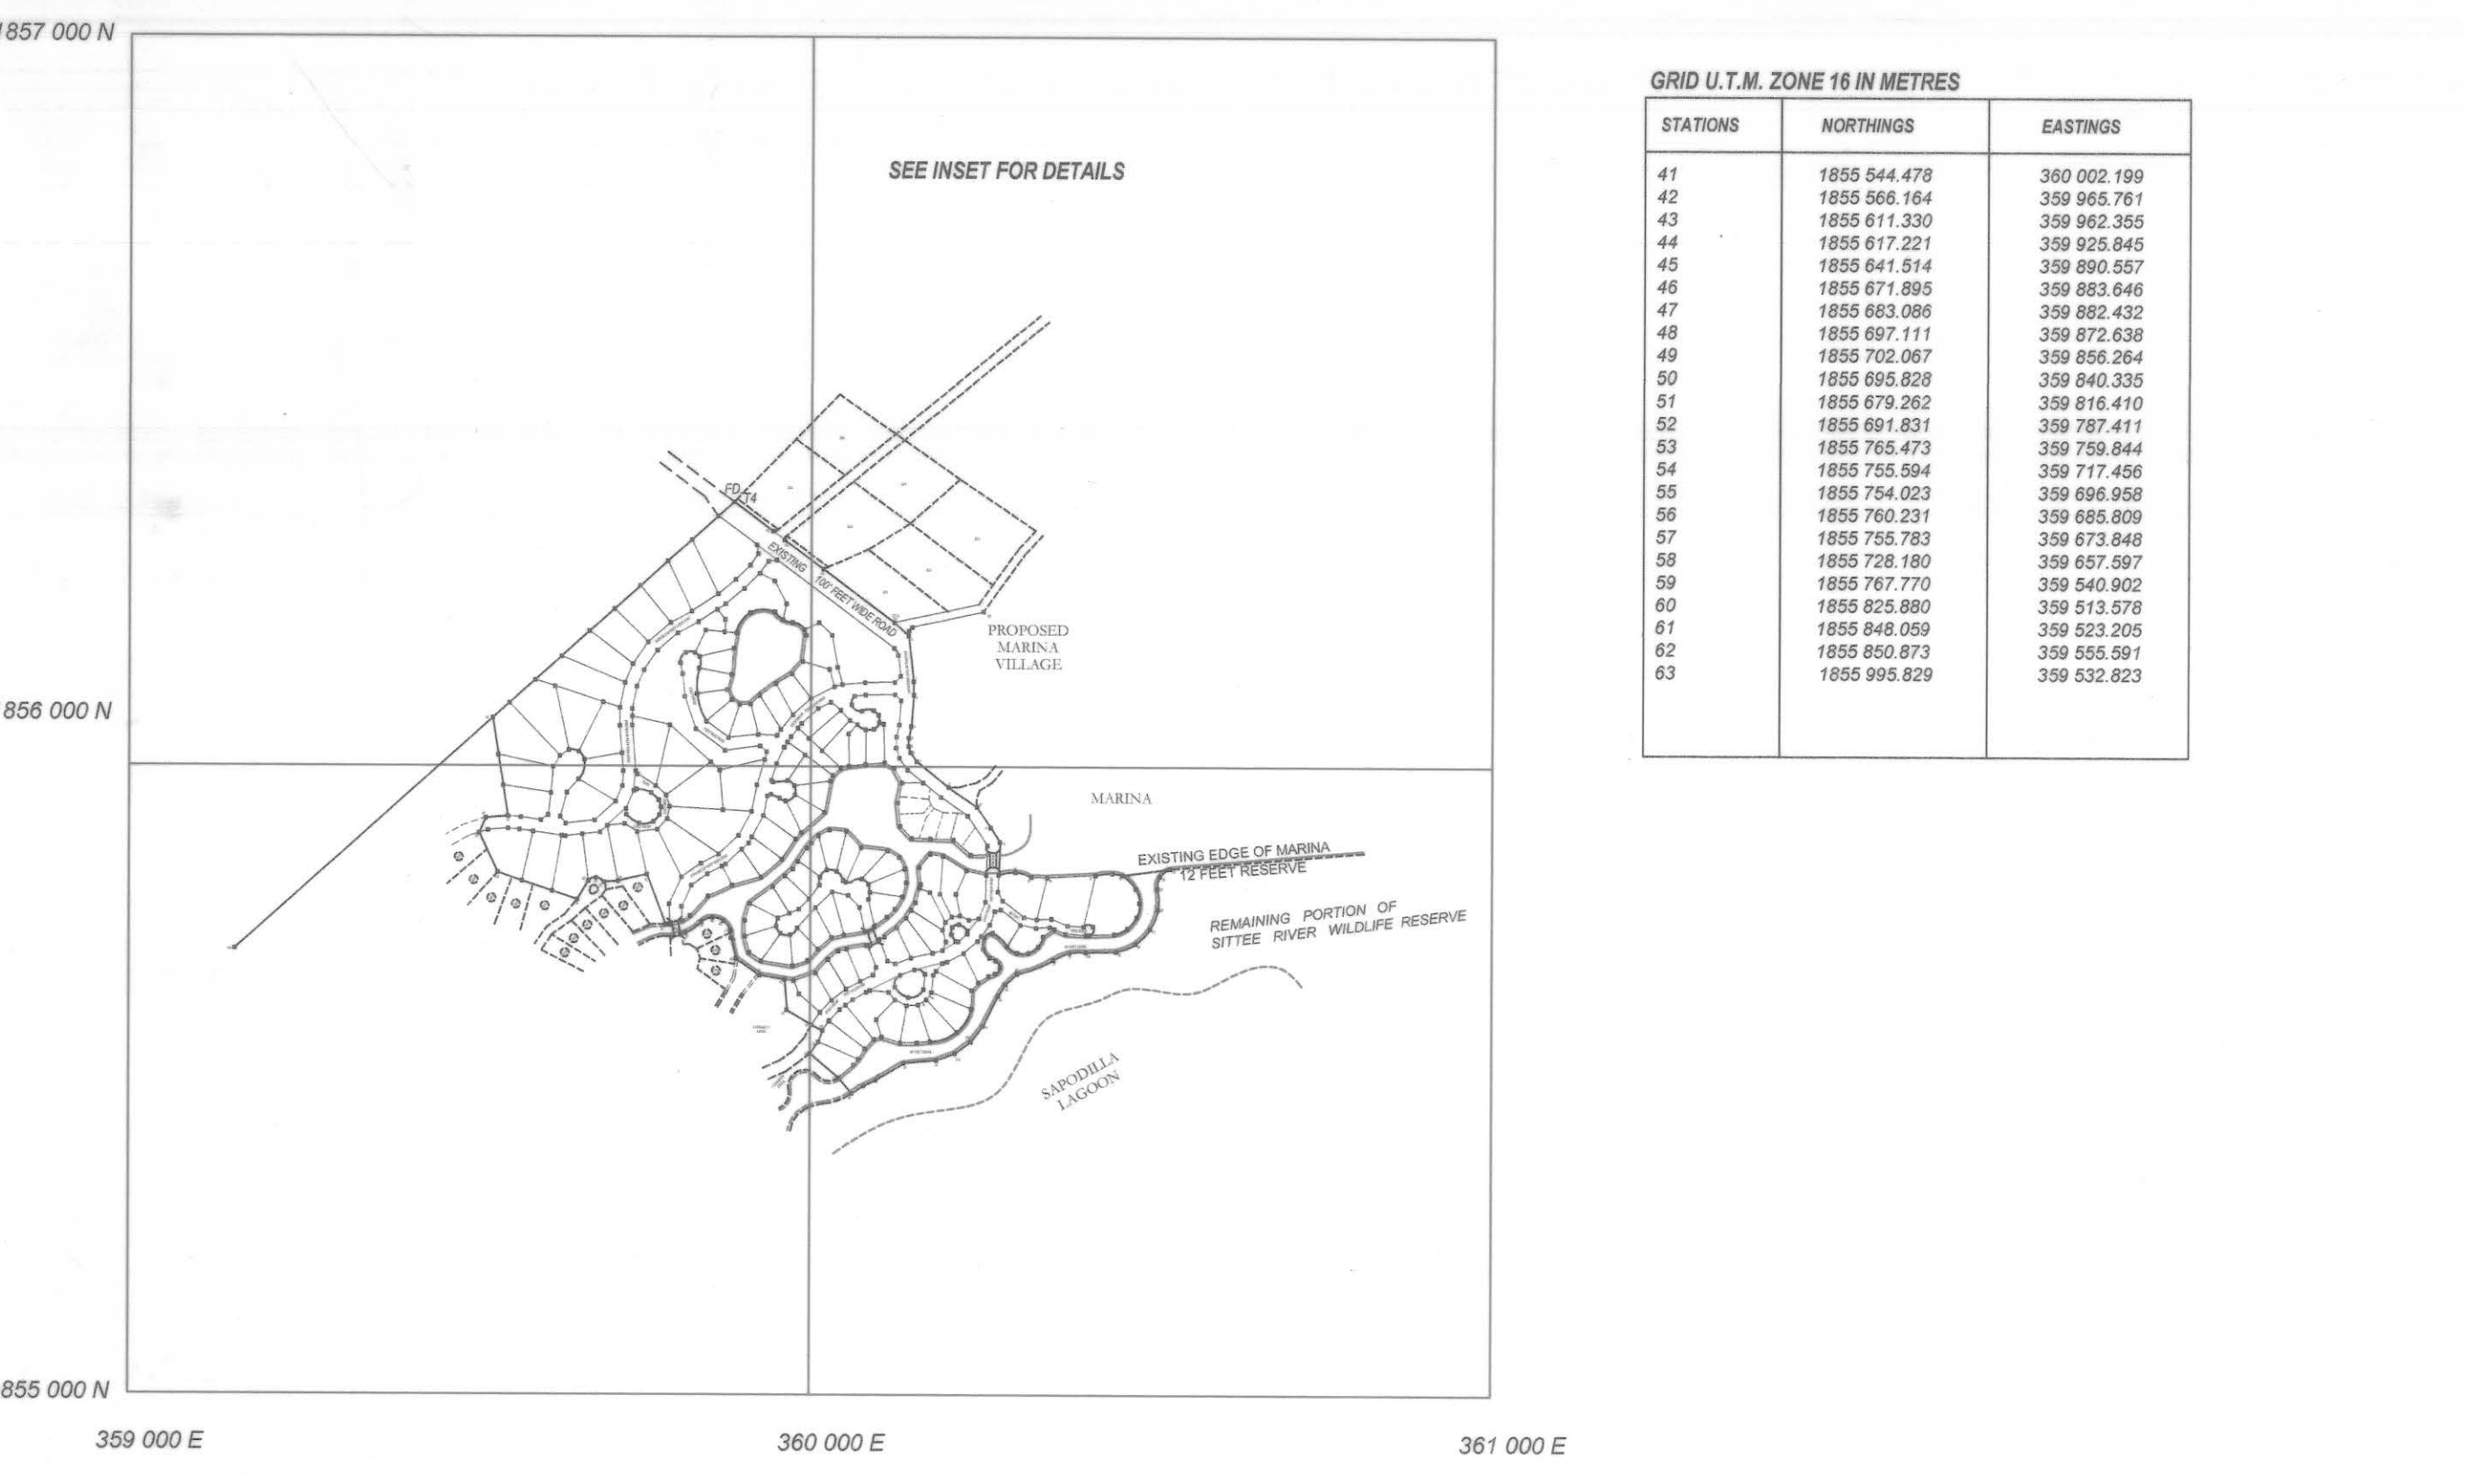 1857 000 N
GRID U.T.M. ZONE 16 IN METRES
STATIONS NORTHINGS EASTINGS
SEE INSET FOR DETAILS
41 1855 544.478 360 002.199
42 1855 566.164 359 965.761
43 1855 611.330 359 962.355
44 1855 617.221 359 925.845
45 1855 641.514 359 890.557
46 1855 671.895 359 883.646
47 1855 683.086 359 882.432
48 1855 697.111 359 872.638
49 1855 702.067 359 856.264
50 1855 695.828 359 840.335
51 1855 679.262 359 816.410
52 1855 691.831 359 787.411
53 1855 765.473 359 759.844
54 1855 755.594 359 717.456
55 1855 754.023 359 696.958
56 1855 760.231 359 685.809
57 1855 755.783 359 673.848
58 1855 728.180 359 657.597
59 1855 767.770 359 540.902
60 1855 825.880 359 513.578
61 1855 848.059 359 523.205
62 1855 850.873 359 555.591
63 1855 995.829 359 532.823
FD. T4
EXISTING 100' FEET WIDE ROAD
PROPOSED
MARINA
VILLAGE
856 000 N
MARINA
EXISTING EDGE OF MARINA
12 FEET RESERVE
REMAINING PORTION OF
SITTEE RIVER WILDLIFE RESERVE
SAPODILLA
LAGOON
855 000 N
359 000 E
360 000 E
361 000 E